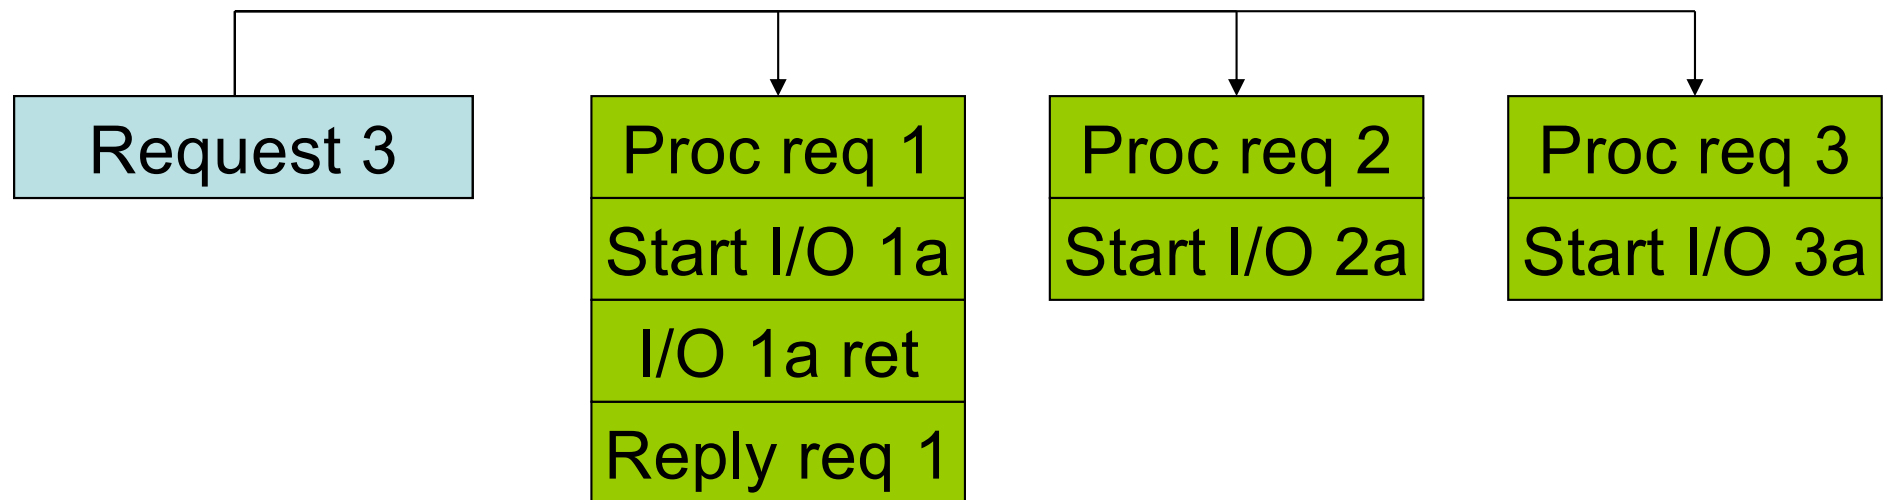 Request 3
Proc req 1
Start I/O 1a
I/O 1a ret
Reply req 1
Proc req 2
Start I/O 2a
Proc req 3
Start I/O 3a